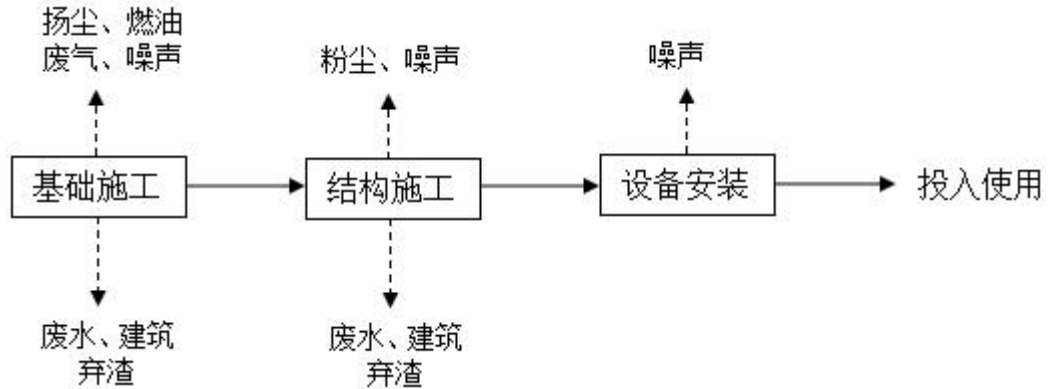 扬尘、燃油
废气、噪声
粉尘、噪声
噪声
基础施工
结构施工
设备安装
投入使用
废水、建筑
弃渣
废水、建筑
弃渣